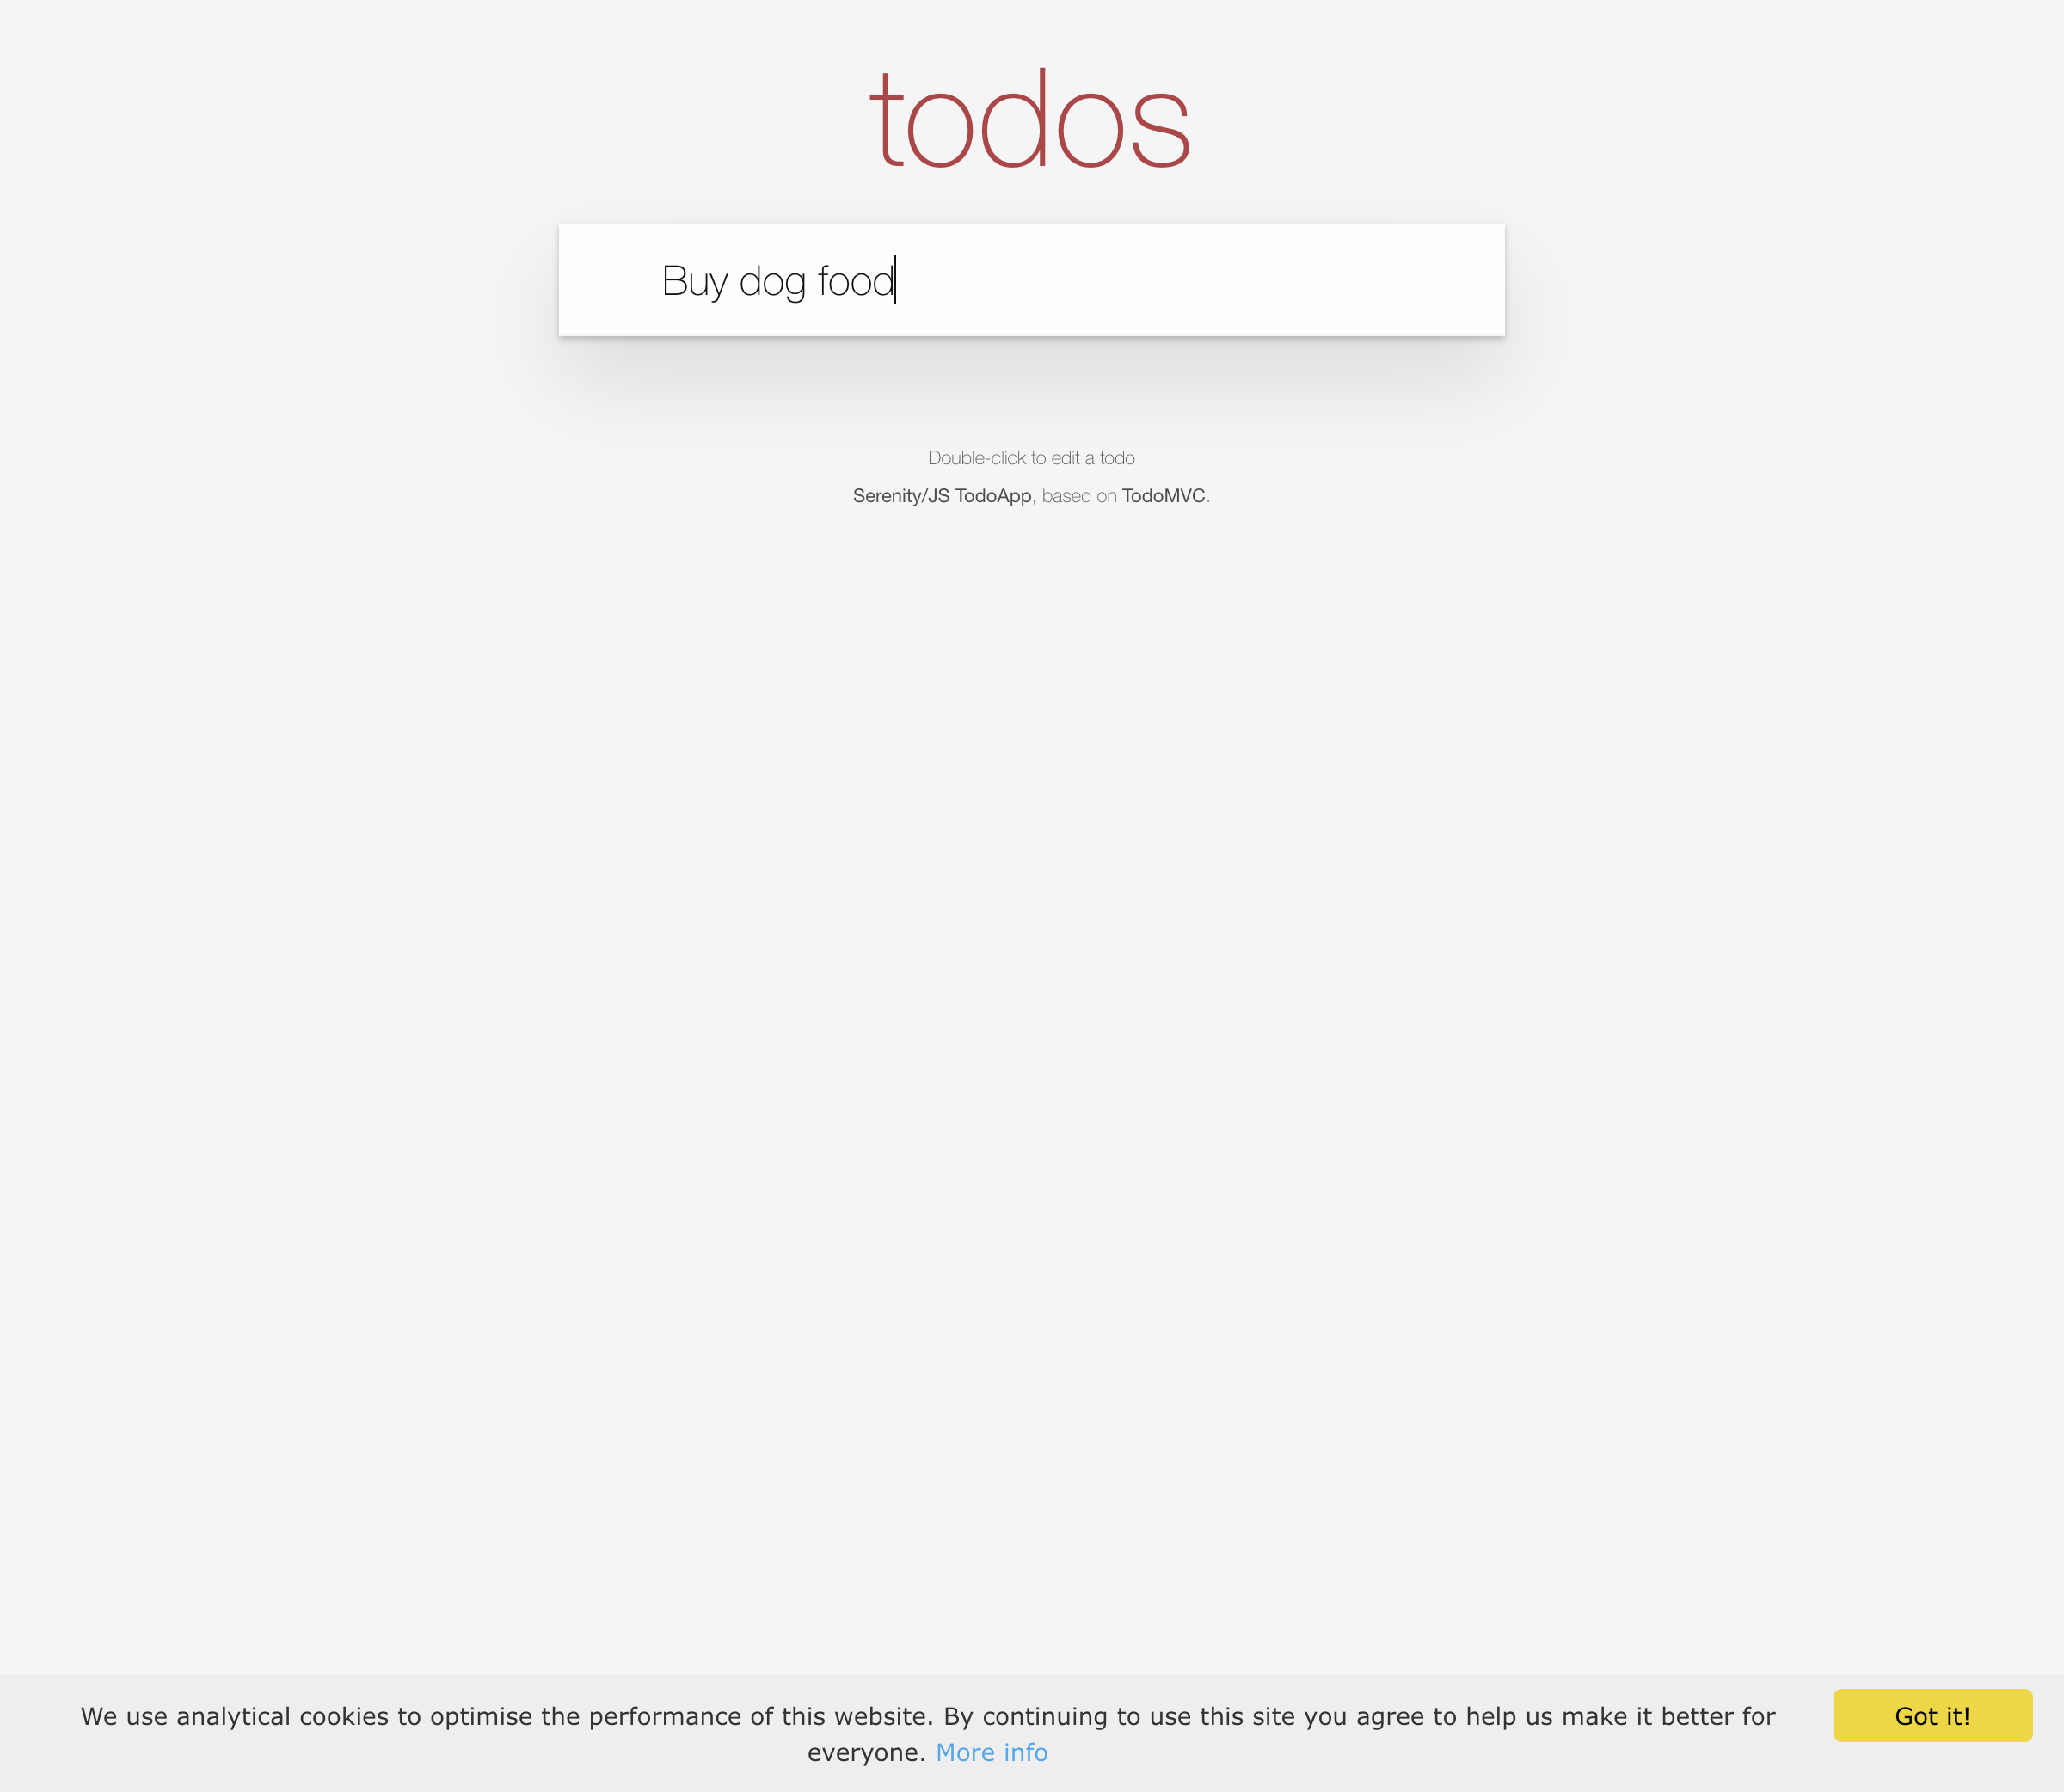 todos
Buy dog food
Double-click to edit a todo
Serenity/JS TodoApp, based on TodoMVC.
We use analytical cookies to optimise the performance of this website. By continuing to use this site you agree to help us make it better for
everyone. More info
Got it!